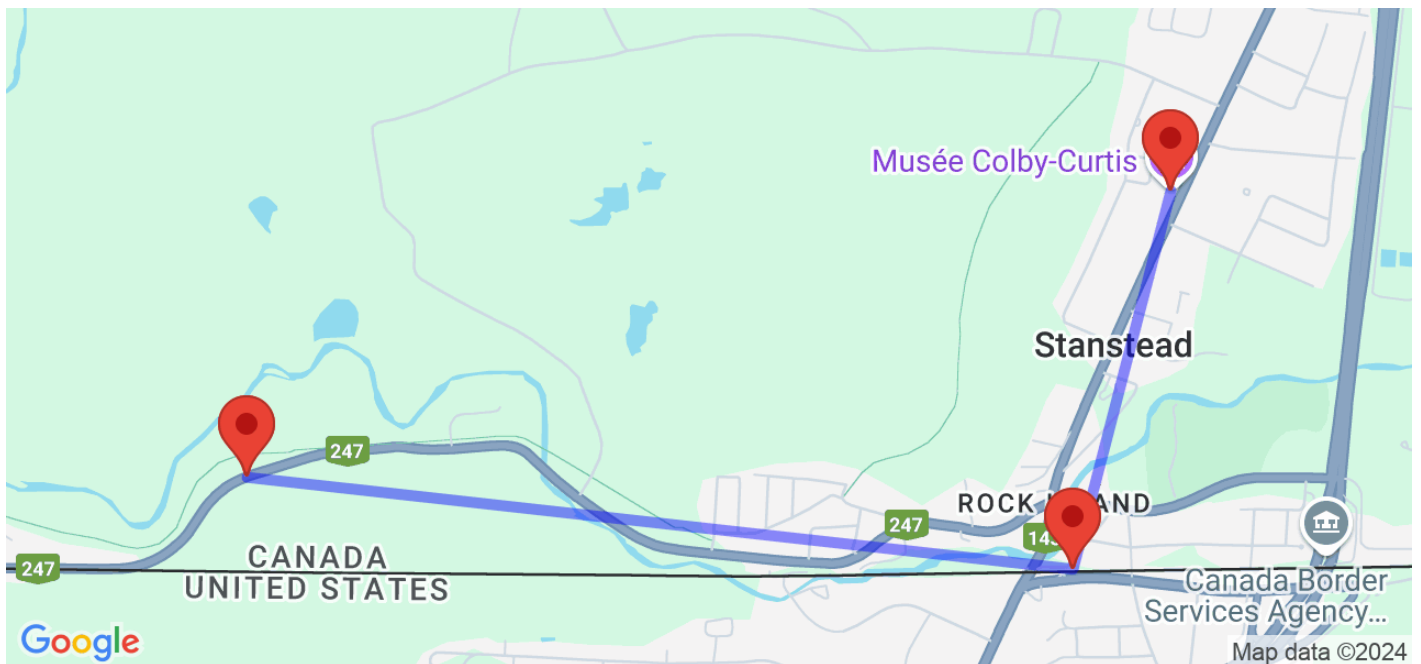 Musée Colby-Curtis
Stanstead
247
ROCK
247
CANADA
247
UNITED STATES
Canada Border
Services Agency...
Google
Map data ©2024